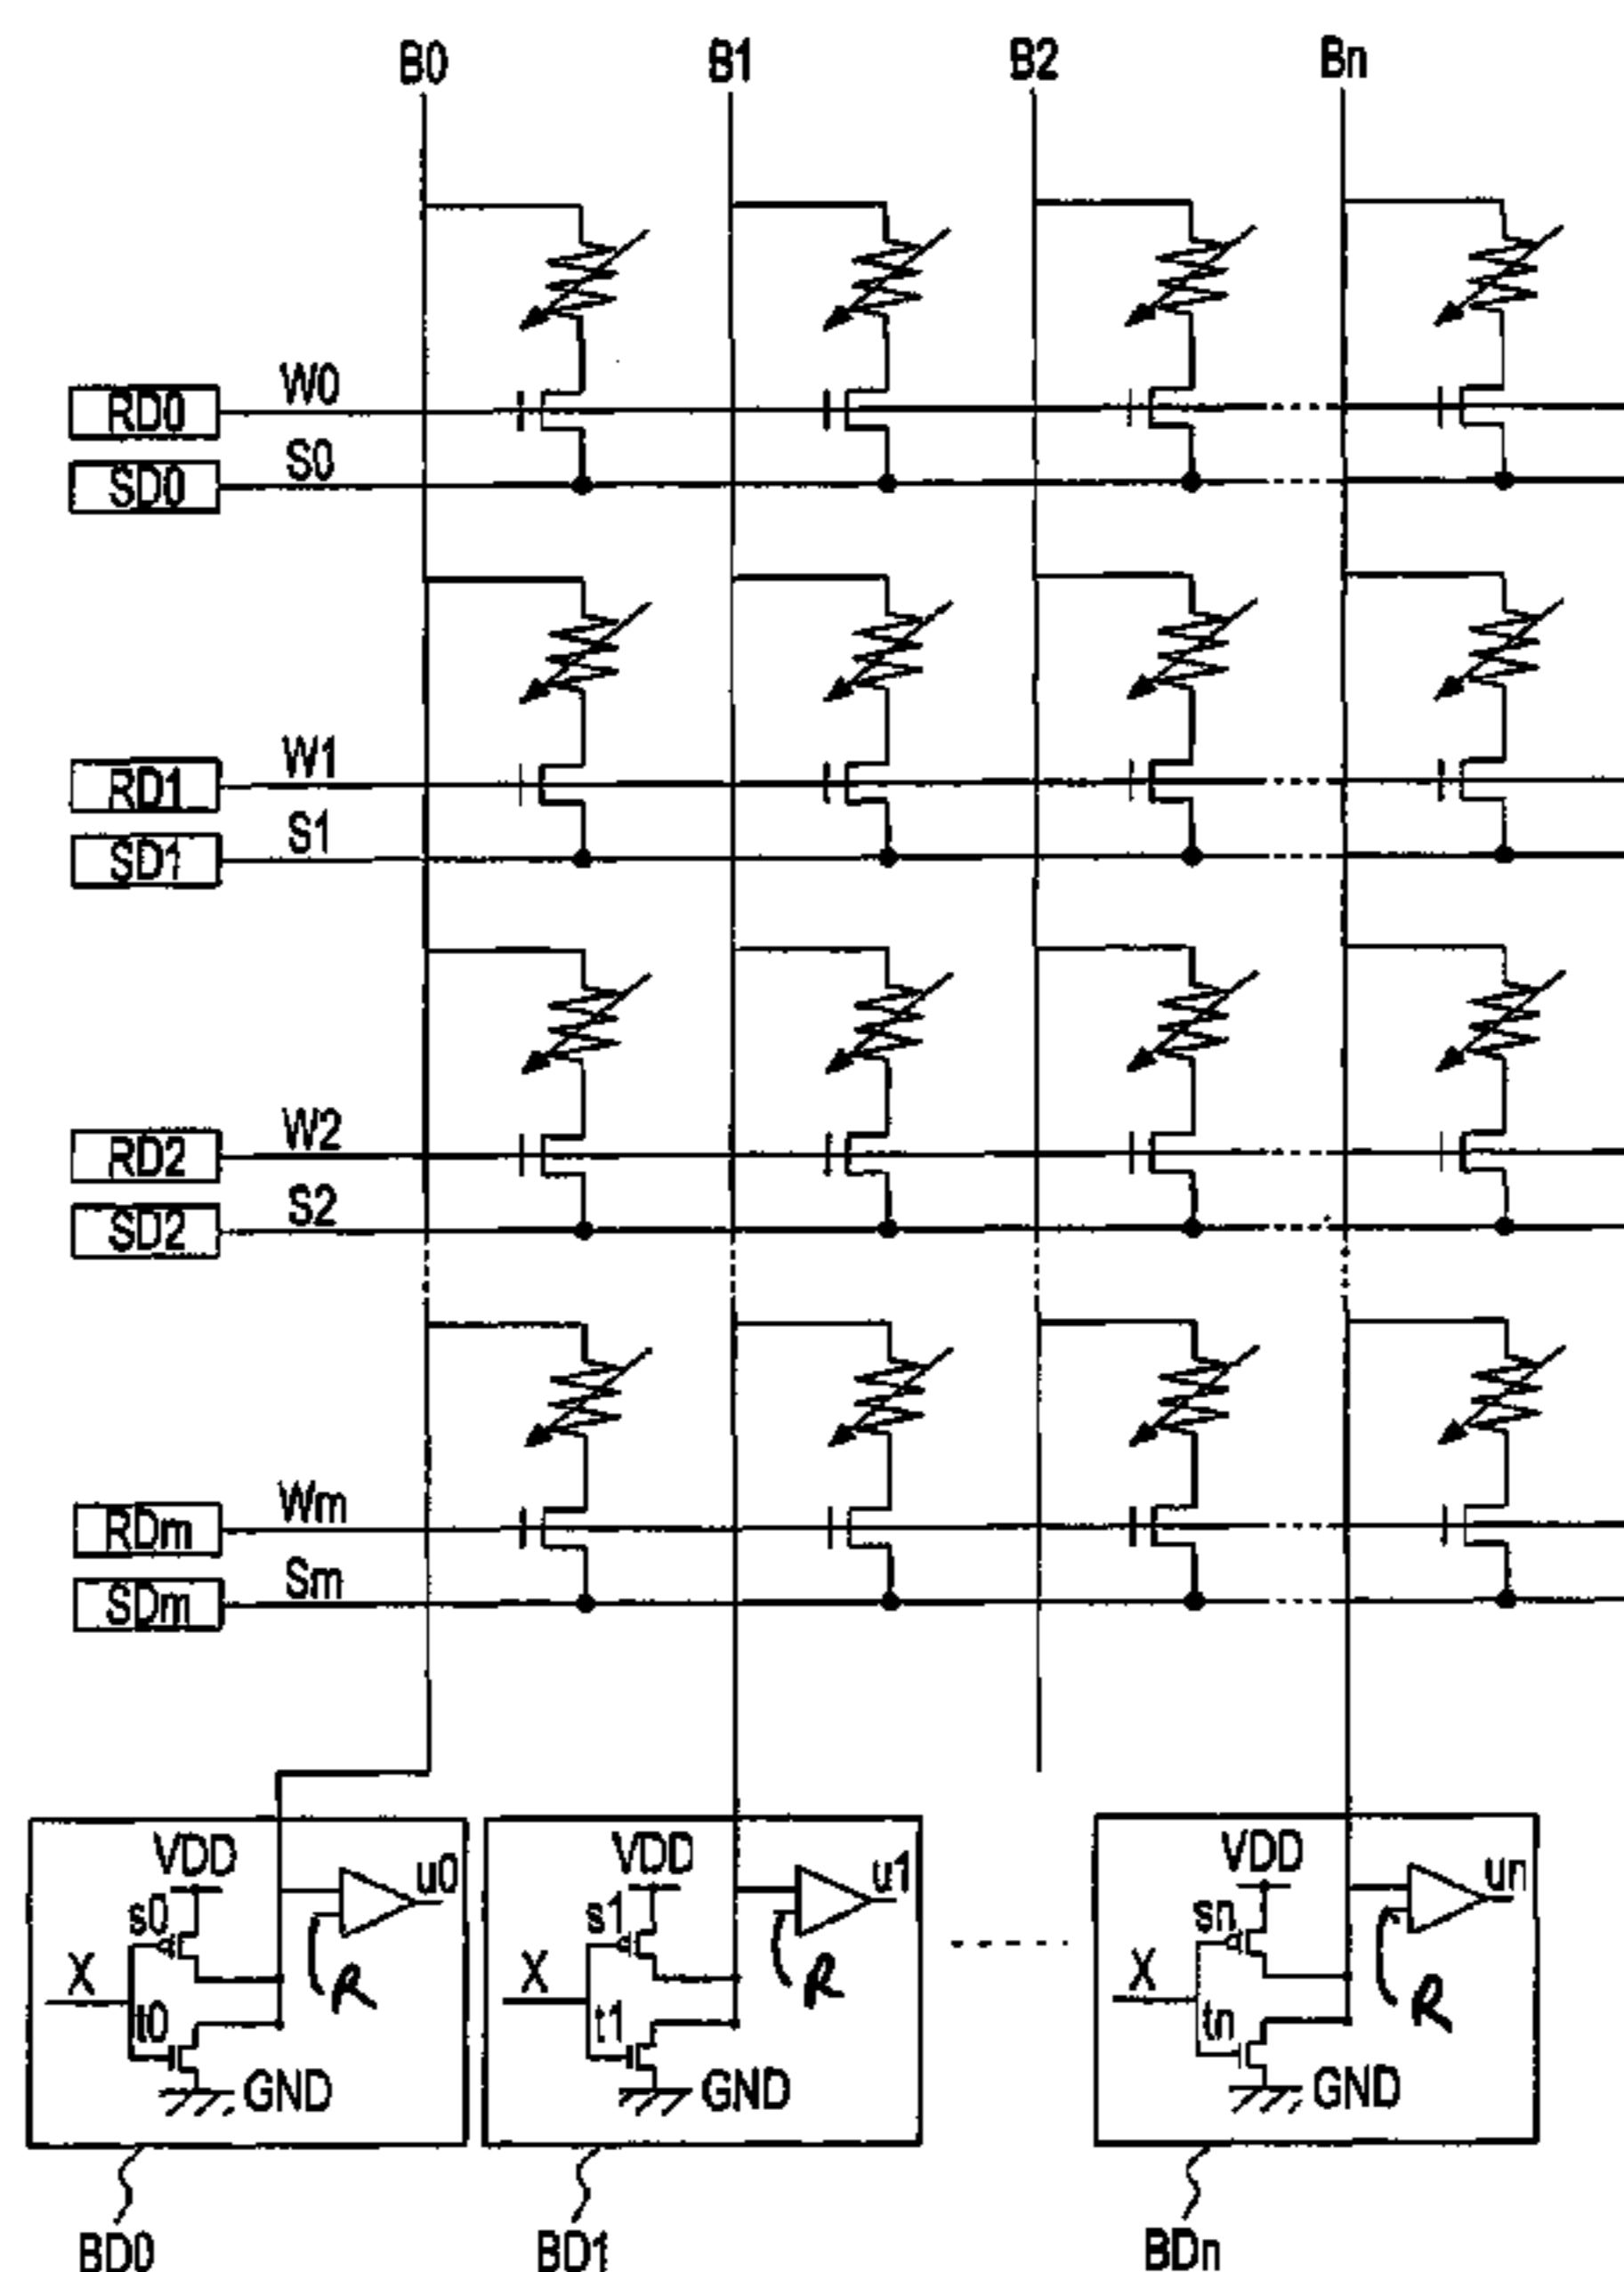 B0 B1 B2 Bn
RD0 W0
SD0 S0
RD1 W1
SD1 S1
RD2 W2
SD2 S2
RDm Wm
SDm Sm
VDD u0 VDD u1 VDD un
s0 s1 sn
X R X R X R
t0 t1 tn
GND GND GND
BD0 BD1 BDn